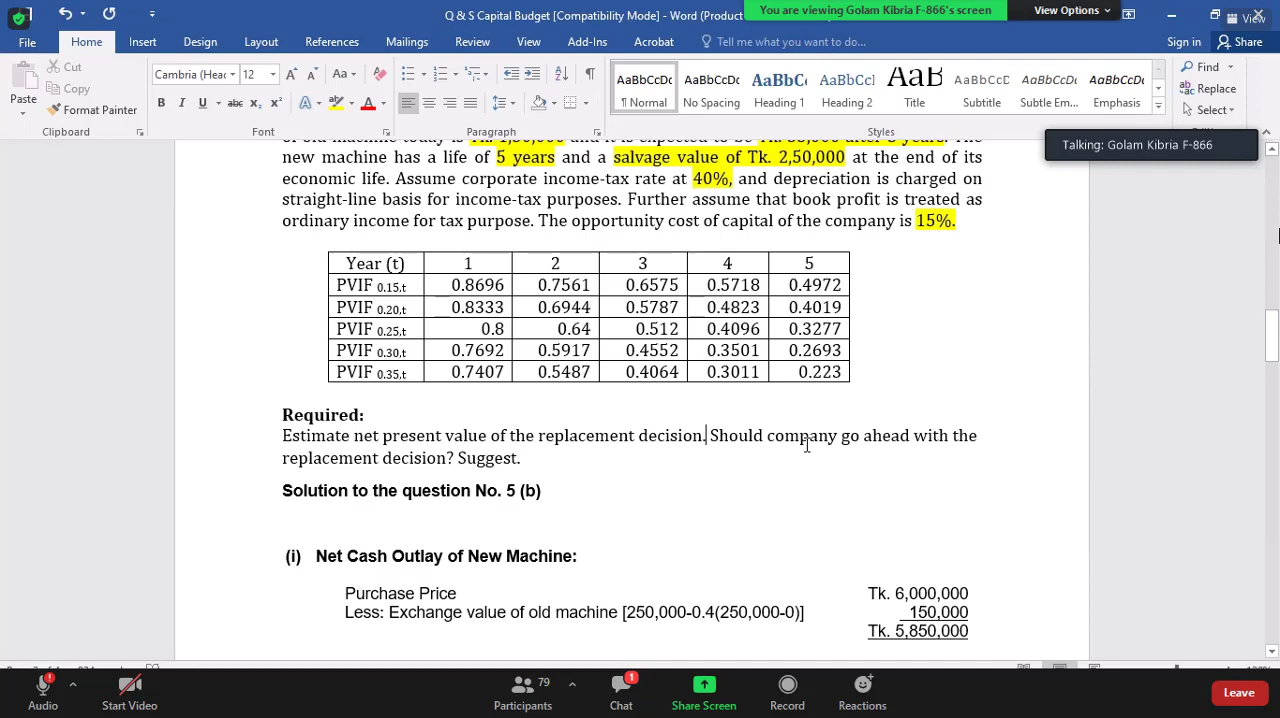 Q & S Capital Budget [Compatibility Mode] - Word (Produc
You are viewing Golam Kibria F-866's screen
View Options
View
File Home Insert Design Layout References Mailings Review View Add-Ins Acrobat Tell me what you want to do... Sign in Share
Paste
Cut
Copy
Format Painter
Clipboard
Cambria (Head 12
Font
Paragraph
AaBbCcDc AaBbCcDc AaBbC AaBbCcI AaB AaBbCcD AaBbCcDc AaBbCcDc
¶ Normal No Spacing Heading Heading 2 Title Subtitle Subtle Em... Emphasis
Styles
Find
Replace
Select
Talking: Golam Kibria F-866
new machine has a life of 5 years and a salvage value of Tk. 2,50,000 at the end of its
economic life. Assume corporate income-tax rate at 40%, and depreciation is charged on
straight-line basis for income-tax purposes. Further assume that book profit is treated as
ordinary income for tax purpose. The opportunity cost of capital of the company is 15%.
Year (t) 1 2 3 4 5
PVIF 0.15,t 0.8696 0.7561 0.6575 0.5718 0.4972
PVIF 0.20,t 0.8333 0.6944 0.5787 0.4823 0.4019
PVIF 0.25,t 0.8 0.64 0.512 0.4096 0.3277
PVIF 0.30,t 0.7692 0.5917 0.4552 0.3501 0.2693
PVIF 0.35,t 0.7407 0.5487 0.4064 0.3011 0.223
Required:
Estimate net present value of the replacement decision. Should company go ahead with the
replacement decision? Suggest.
Solution to the question No. 5 (b)
(i) Net Cash Outlay of New Machine:
Purchase Price Tk. 6,000,000
Less: Exchange value of old machine [250,000-0.4(250,000-0)] 150,000
Tk. 5,850,000
Audio Start Video 79 Participants 1 Chat Share Screen Record Reactions Leave